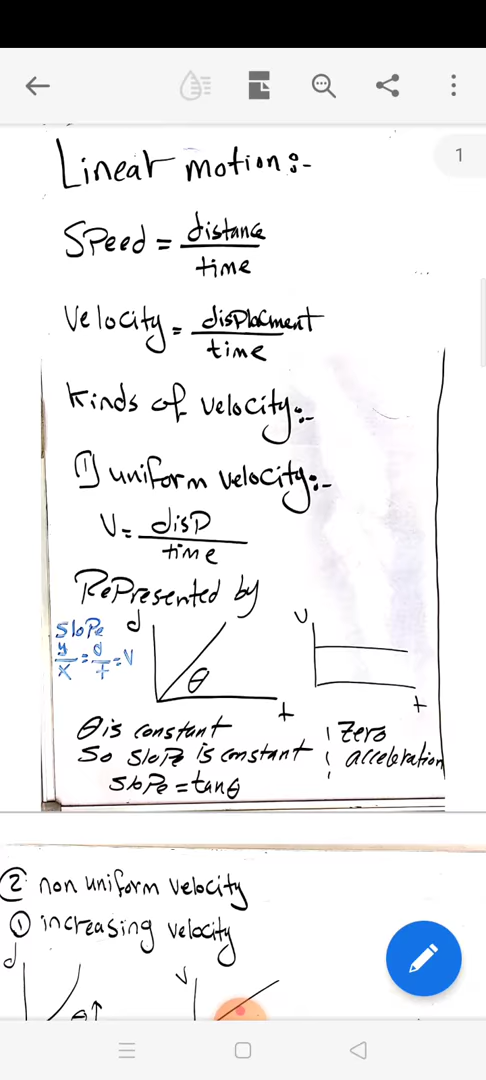 1
Linear motion:-
Speed = distance
time
Velocity = displacment
time
Kinds of velocity:-
1) uniform velocity:-
V = disp
time
Represented by
slope d V
y/x = d/t = V
θ
t t
θ is constant zero
so slope is constant acceleration
slope = tanθ
② non uniform velocity
① increasing velocity
d V
θ↑